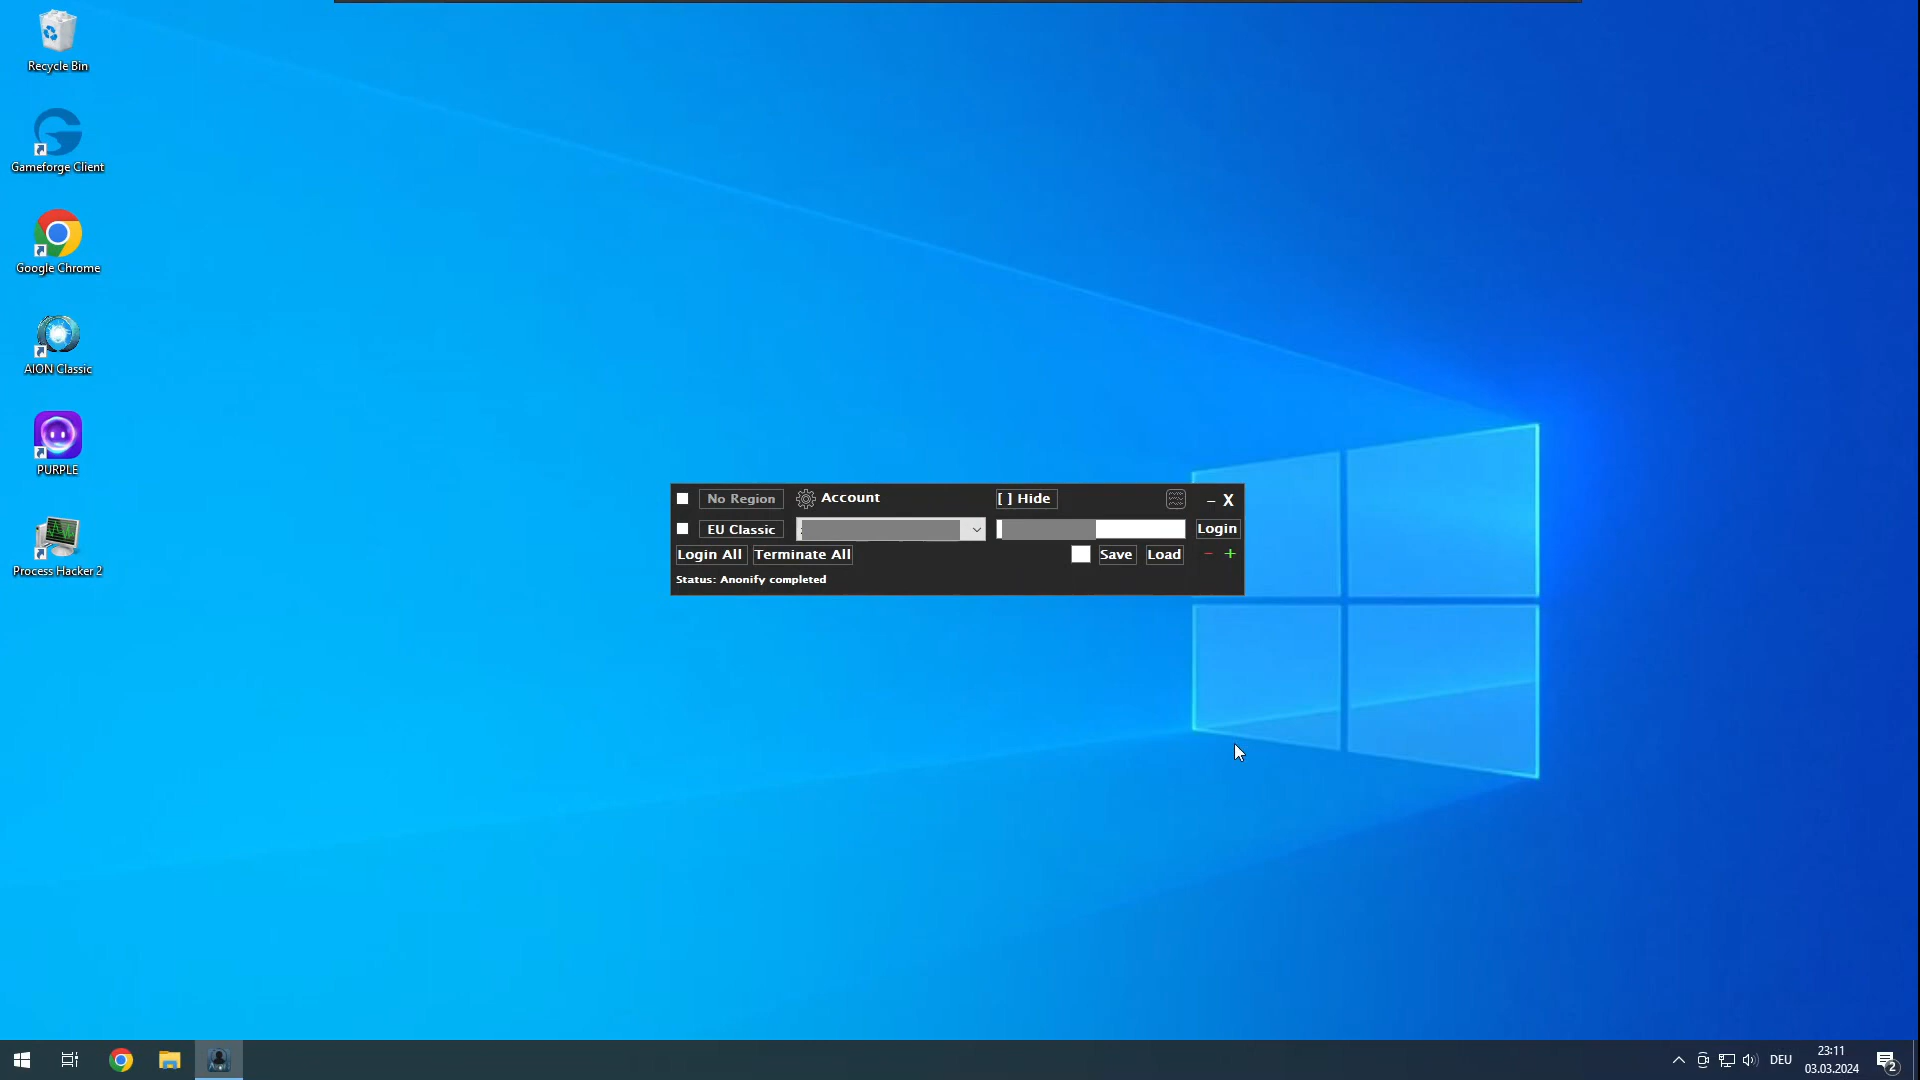 Recycle Bin
Gameforge Client
Google Chrome
AION Classic
PURPLE
Process Hacker 2
No Region
Account
[ ] Hide
– X
EU Classic
Login
Login All
Terminate All
Save
Load
- +
Status: Anonify completed
DEU
23:11
03.03.2024
2